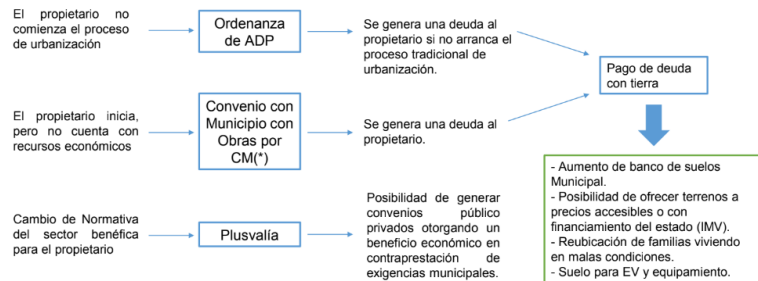 El propietario no
comienza el proceso
de urbanización
Ordenanza
de ADP
Se genera una deuda al
propietario si no arranca el
proceso tradicional de
urbanización.
Pago de deuda
con tierra
El propietario inicia,
pero no cuenta con
recursos económicos
Convenio con
Municipio con
Obras por
CM(*)
Se genera una deuda al
propietario.
Cambio de Normativa
del sector benéfica
para el propietario
Plusvalía
Posibilidad de generar
convenios público
privados otorgando un
beneficio económico en
contraprestación de
exigencias municipales.
- Aumento de banco de suelos
Municipal.
- Posibilidad de ofrecer terrenos a
precios accesibles o con
financiamiento del estado (IMV).
- Reubicación de familias viviendo
en malas condiciones.
- Suelo para EV y equipamiento.